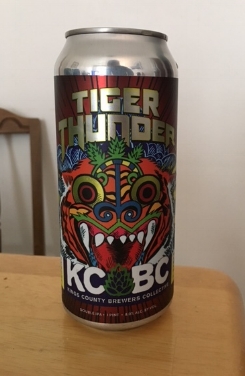 TIGER
THUNDER
KC BC
KINGS COUNTY BREWERS COLLECTIVE